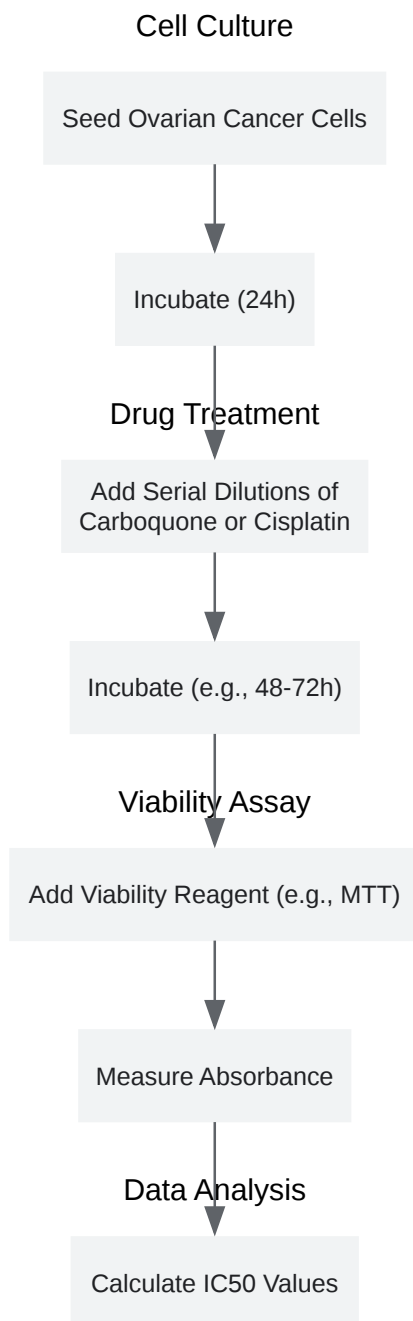 Cell Culture
Seed Ovarian Cancer Cells
Incubate (24h)
Drug Treatment
Add Serial Dilutions of
Carboquone or Cisplatin
Incubate (e.g., 48-72h)
Viability Assay
Add Viability Reagent (e.g., MTT)
Measure Absorbance
Data Analysis
Calculate IC50 Values